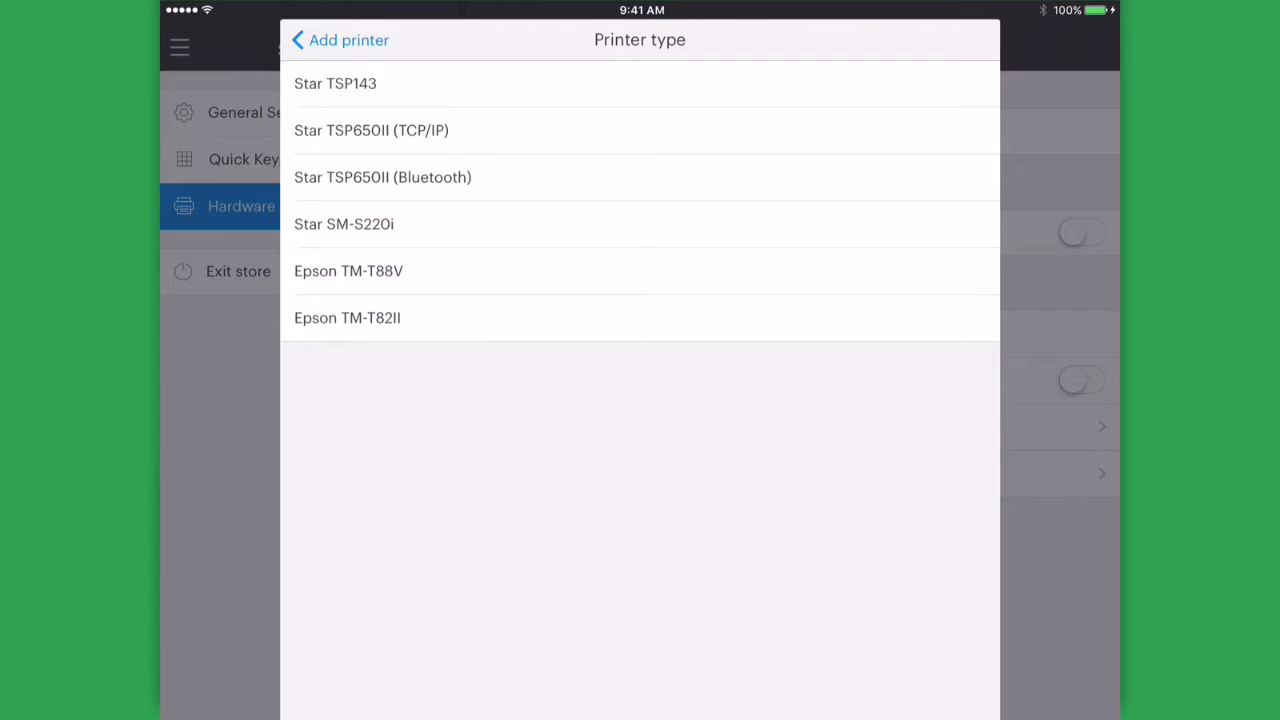 9:41 AM
100%
Add printer
Printer type
Star TSP143
General Se
Star TSP650II (TCP/IP)
Quick Key
Star TSP650II (Bluetooth)
Hardware
Star SM-S220i
Exit store
Epson TM-T88V
Epson TM-T82II